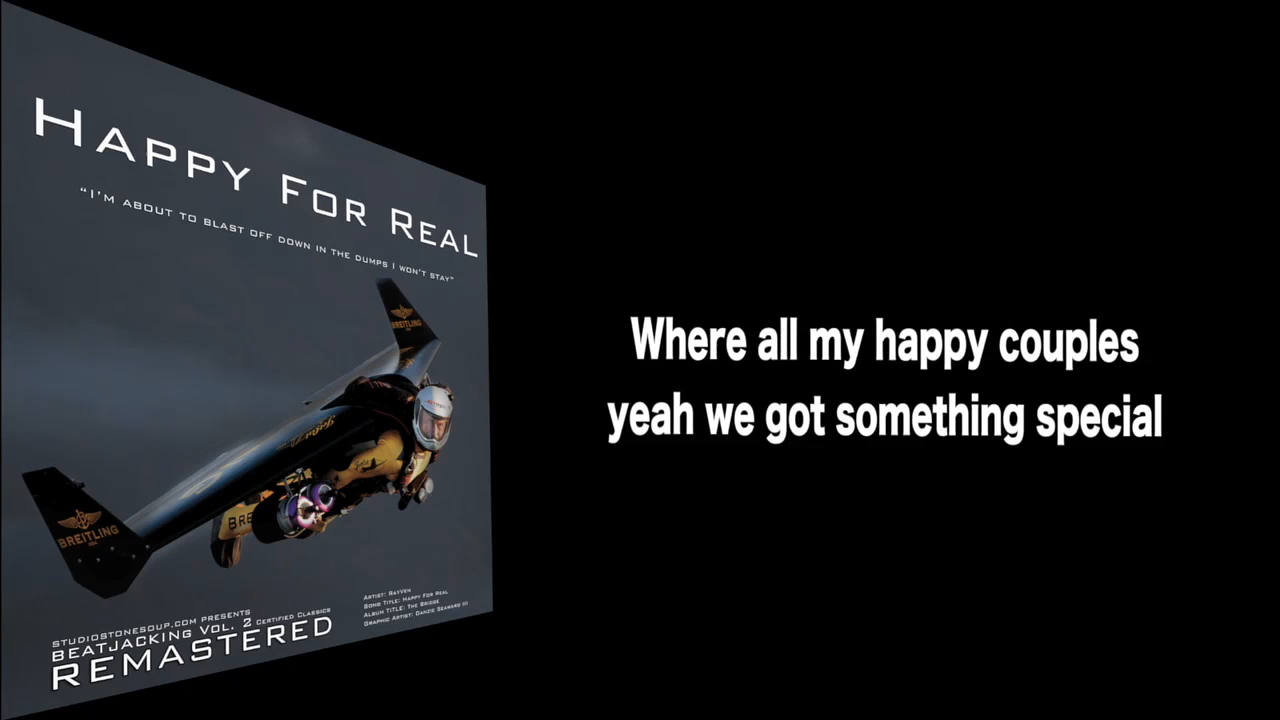 HAPPY FOR REAL
"I'M ABOUT TO BLAST OFF DOWN IN THE DUMPS I WON'T STAY"
BREITLING
BREITLING
BRE
STUDIOSTONESOUP.COM PRESENTS
BEATJACKING VOL. 2 CERTIFIED CLASSICS
REMASTERED
ARTIST: RAYVEN
SONG TITLE: HAPPY FOR REAL
ALBUM TITLE: THE BRIDGE
GRAPHIC ARTIST: DANZIE SEAWARD III
Where all my happy couples
yeah we got something special